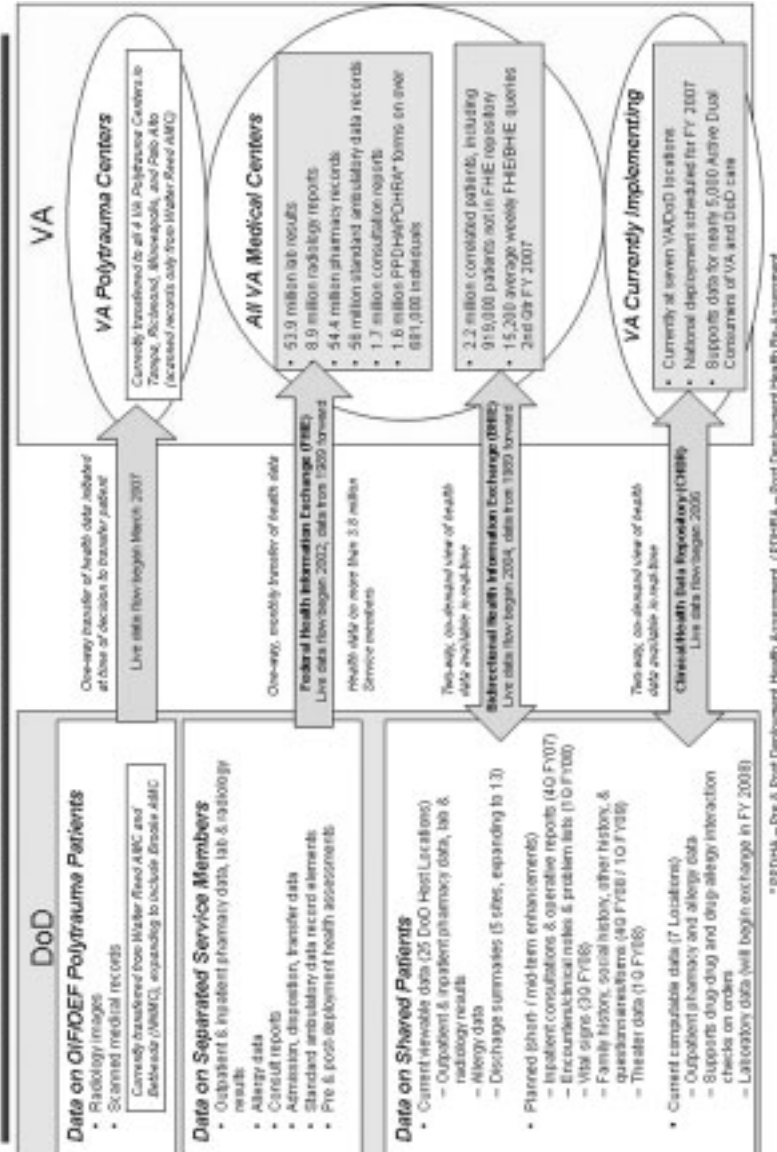 DoD
Data on OIF/OEF Polytrauma Patients
• Radiology images
• Scanned medical records
Currently transferred from Walter Reed AMC and
Bethesda (NNMC), expanding to include Brooke AMC
Data on Separated Service Members
• Outpatient & inpatient pharmacy data, lab & radiology
results
• Allergy data
• Consult reports
• Admission, disposition, transfer data
• Standard ambulatory data record elements
• Pre & post-deployment health assessments
Data on Shared Patients
• Current viewable data (25 DoD Host Locations)
– Outpatient & inpatient pharmacy data, lab &
radiology results
– Allergy data
– Discharge summaries (5 sites, expanding to 13)
• Planned (short- / mid-term enhancements)
– Inpatient consultations & operative reports (4Q FY07)
– Encounters/clinical notes & problem lists (1Q FY08)
– Vital signs (3Q FY08)
– Family history, social history, other history, &
questionnaires/forms (4Q FY08 / 1Q FY09)
– Theater data (1Q FY08)
• Current computable data (7 Locations)
– Outpatient pharmacy and allergy data
– Supports drug-drug and drug-allergy interaction
checks on orders
– Laboratory data (will begin exchange in FY 2008)
One-way transfer of health data initiated
at time of decision to transfer patient
Live data flow began March 2007
One-way, monthly transfer of health data
Federal Health Information Exchange (FHIE)
Live data flow began 2002, data from 1989 forward
Health data on more than 3.8 million
Service members
Two-way, on-demand view of health
data available in real-time
Bidirectional Health Information Exchange (BHIE)
Live data flow began 2004, data from 1989 forward
Two-way, on-demand view of health
data available in real-time
Clinical/Health Data Repository (CHDR)
Live data flow began 2006
VA
VA Polytrauma Centers
Currently transferred to all 4 VA Polytrauma Centers in
Tampa, Richmond, Minneapolis, and Palo Alto
(scanned records only from Walter Reed AMC)
All VA Medical Centers
• 53.9 million lab results
• 8.9 million radiology reports
• 54.4 million pharmacy records
• 56 million standard ambulatory data records
• 1.7 million consultation reports
• 1.6 million PPDHA/PDHRA* forms on over
681,000 individuals
• 2.2 million correlated patients, including
919,000 patients not in FHIE repository
• 15,200 average weekly FHIE/BHIE queries
2nd Qtr FY 2007
VA Currently Implementing
• Currently at seven VA/DoD locations
• National deployment scheduled for FY 2007
• Supports data for nearly 5,000 Active Dual
Consumers of VA and DoD care
*PPDHA – Pre & Post Deployment Health Assessment / PDHRA – Post Deployment Health